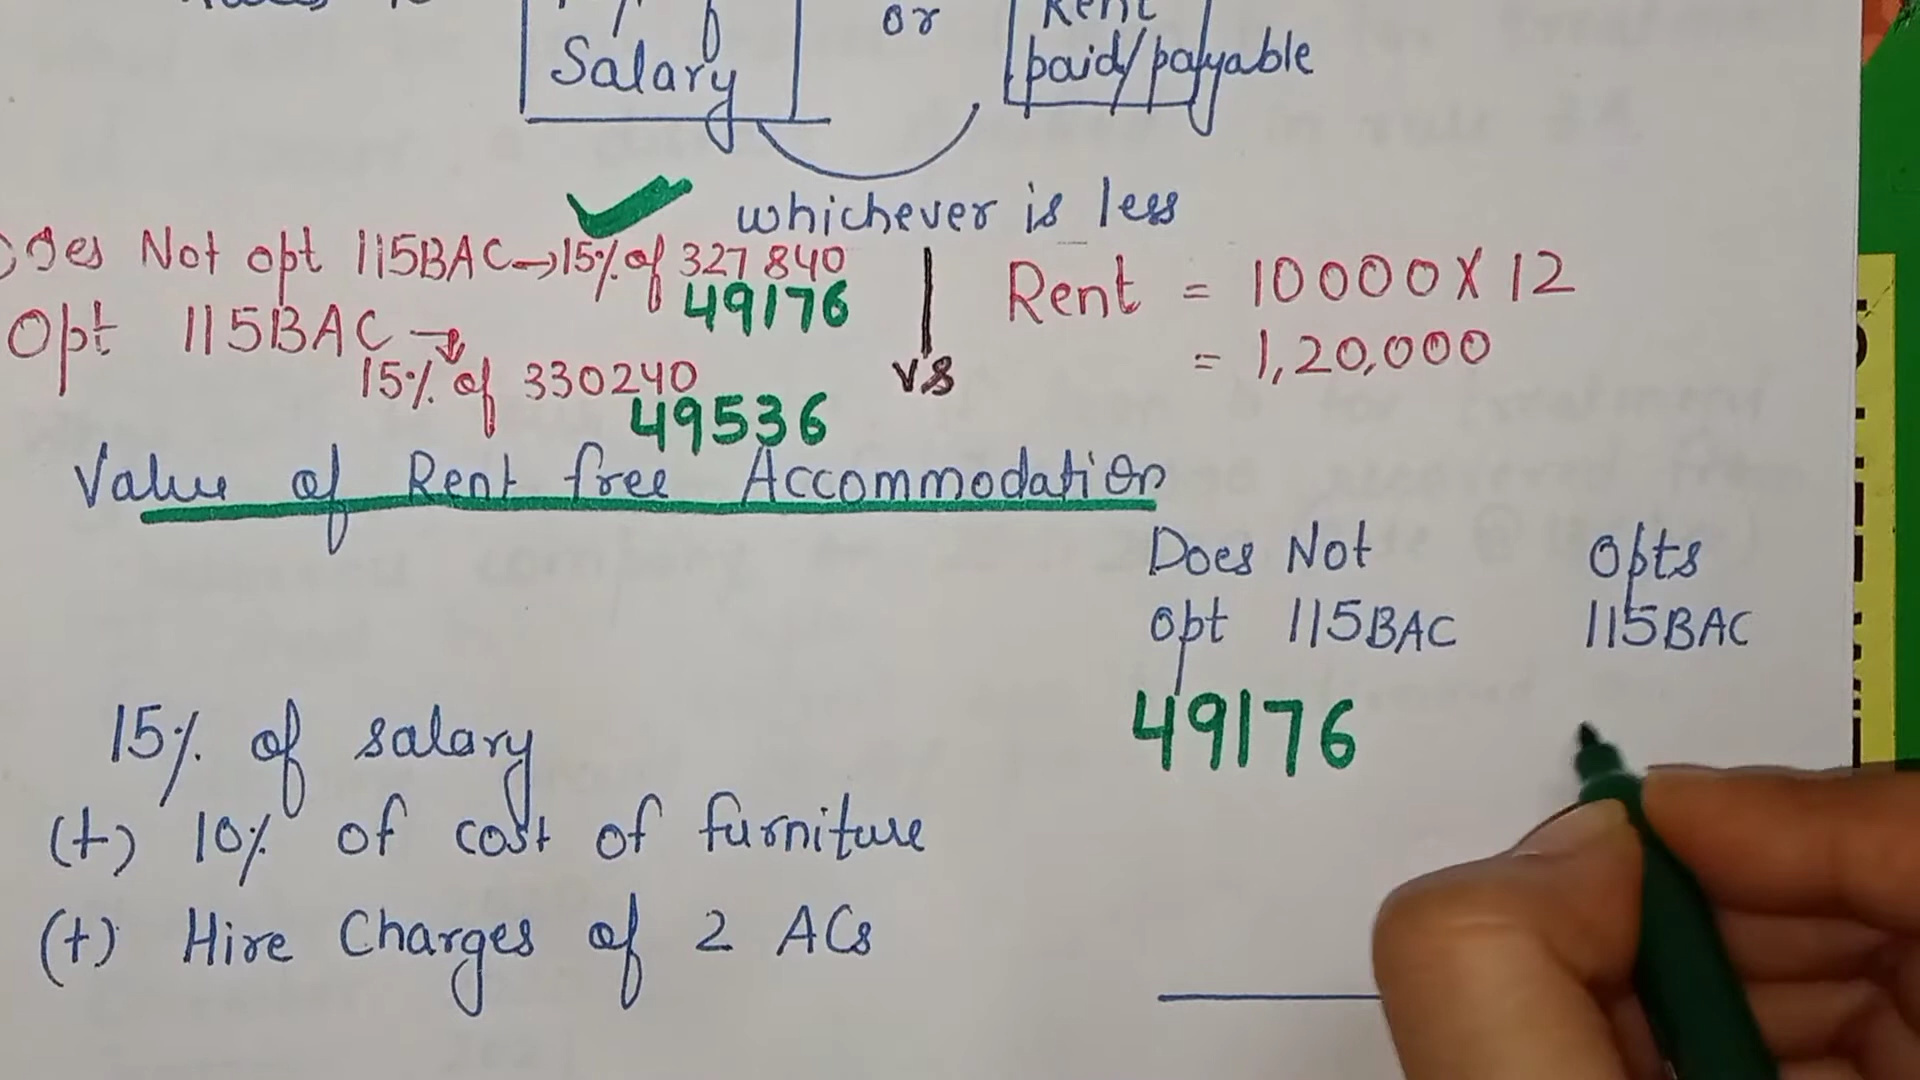 Salary or Rent paid/payable
whichever is less
Does Not opt 115BAC→15% of 327840
49176
Opt 115BAC →
15% of 330240
49536
vs
Rent = 10000 X 12
= 1,20,000
Value of Rent free Accommodation
Does Not Opts
opt 115BAC 115BAC
15% of salary 49176
(+) 10% of cost of furniture
(+) Hire Charges of 2 ACs